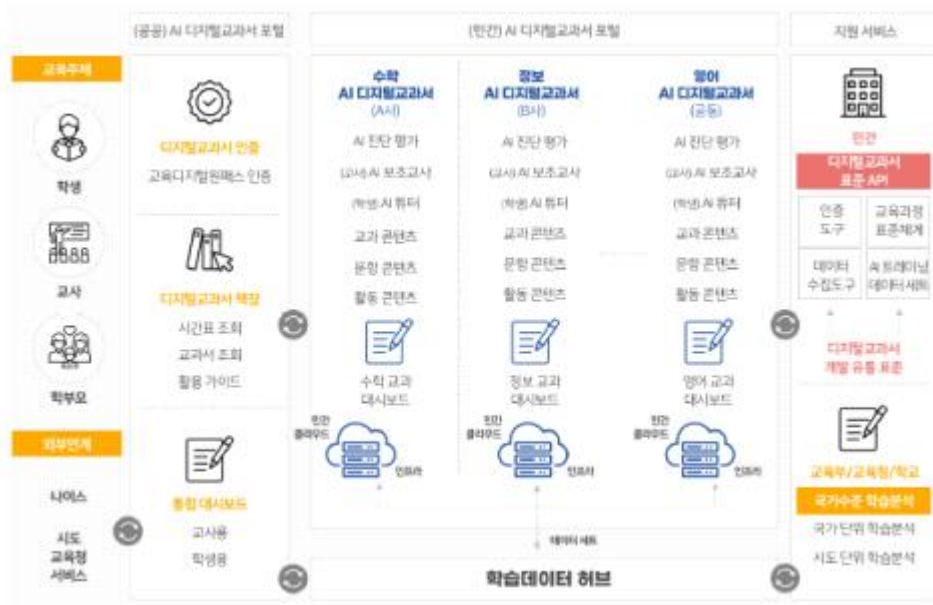 (공공) AI 디지털교과서 포털
(민간) AI 디지털교과서 포털
지원 서비스
교육주체
학생
교사
학부모
외부연계
나이스
시도
교육청
서비스
디지털교과서 인증
교육디지털원패스 인증
디지털교과서 책장
시간표 조회
교과서 조회
활용 가이드
통합 대시보드
교사용
학생용
수학
AI 디지털교과서
(A사)
AI 진단 평가
(교사) AI 보조교사
(학생) AI 튜터
교과 콘텐츠
문항 콘텐츠
활동 콘텐츠
수학 교과
대시보드
민간
클라우드
인프라
정보
AI 디지털교과서
(B사)
AI 진단 평가
(교사) AI 보조교사
(학생) AI 튜터
교과 콘텐츠
문항 콘텐츠
활동 콘텐츠
정보 교과
대시보드
민간
클라우드
인프라
영어
AI 디지털교과서
(공동)
AI 진단 평가
(교사) AI 보조교사
(학생) AI 튜터
교과 콘텐츠
문항 콘텐츠
활동 콘텐츠
영어 교과
대시보드
민간
클라우드
인프라
데이터 세트
학습데이터 허브
민간
디지털교과서
표준 API
인증
도구
교육과정
표준체계
데이터
수집도구
AI 트레이닝
데이터 세트
디지털교과서
개발 유통 표준
교육부/교육청/학교
국가수준 학습분석
국가 단위 학습분석
시도 단위 학습분석